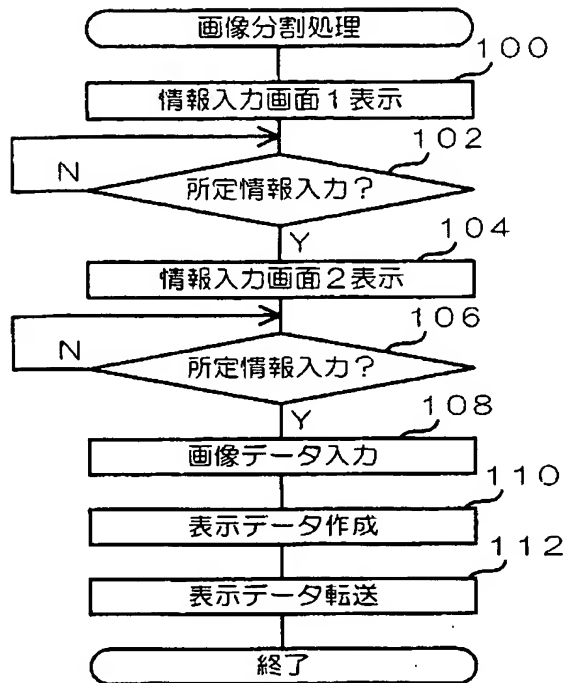 画像分割処理
100
情報入力画面1表示
102
所定情報入力?
N
Y
104
情報入力画面2表示
106
所定情報入力?
N
Y
108
画像データ入力
110
表示データ作成
112
表示データ転送
終了